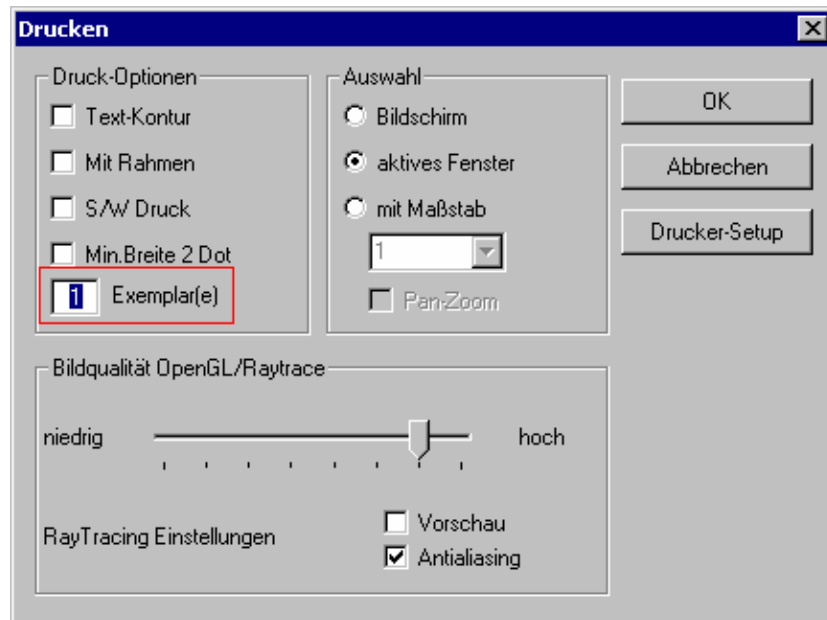 Drucken
Druck-Optionen
Text-Kontur
Mit Rahmen
S/W Druck
Min.Breite 2 Dot
1 Exemplar(e)
Auswahl
Bildschirm
aktives Fenster
mit Maßstab
1
Pan-Zoom
OK
Abbrechen
Drucker-Setup
Bildqualität OpenGL/Raytrace
niedrig hoch
RayTracing Einstellungen
Vorschau
Antialiasing